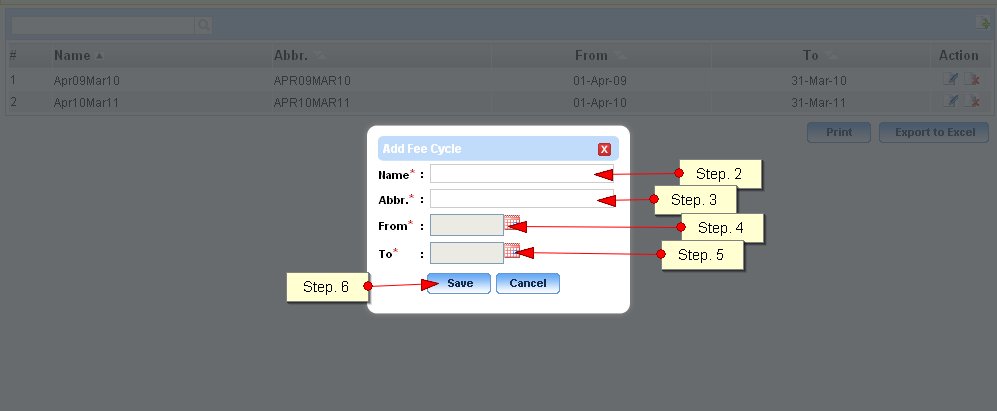 # Name Abbr. From To Action
1 Apr09Mar10 APR09MAR10 01-Apr-09 31-Mar-10
2 Apr10Mar11 APR10MAR11 01-Apr-10 31-Mar-11
Print Export to Excel
Add Fee Cycle X
Name* : Step. 2
Abbr.* : Step. 3
From* : Step. 4
To* : Step. 5
Step. 6 Save Cancel